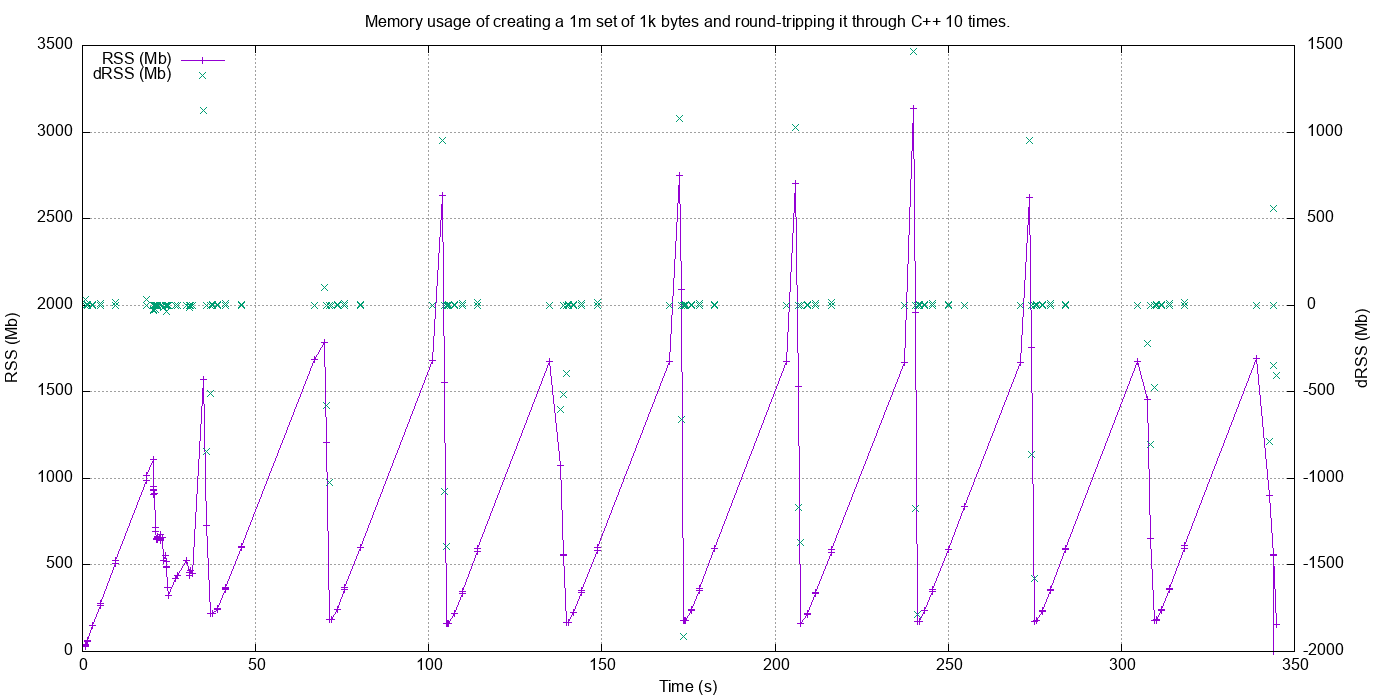 Memory usage of creating a 1m set of 1k bytes and round-tripping it through C++ 10 times.
RSS (Mb)
dRSS (Mb)
3500
3000
2500
2000
1500
1000
500
0
RSS (Mb)
1500
1000
500
0
-500
-1000
-1500
-2000
dRSS (Mb)
0 50 100 150 200 250 300 350
Time (s)